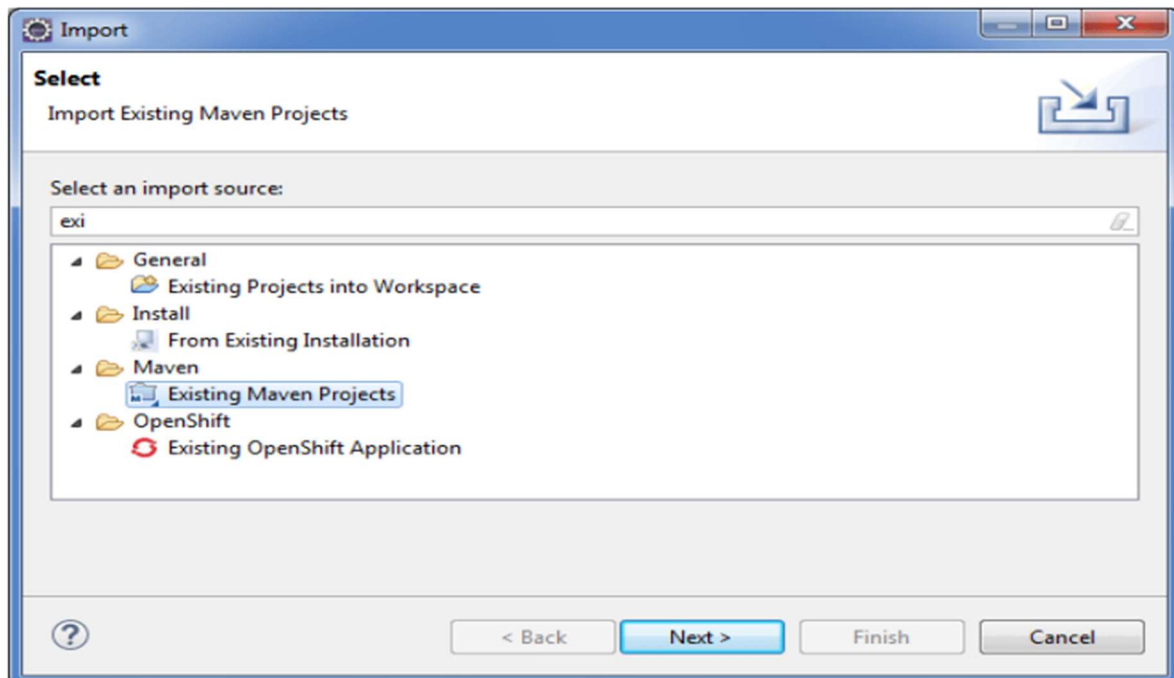 Import
Select
Import Existing Maven Projects
Select an import source:
exi
General
Existing Projects into Workspace
Install
From Existing Installation
Maven
Existing Maven Projects
OpenShift
Existing OpenShift Application
?
< Back Next > Finish Cancel